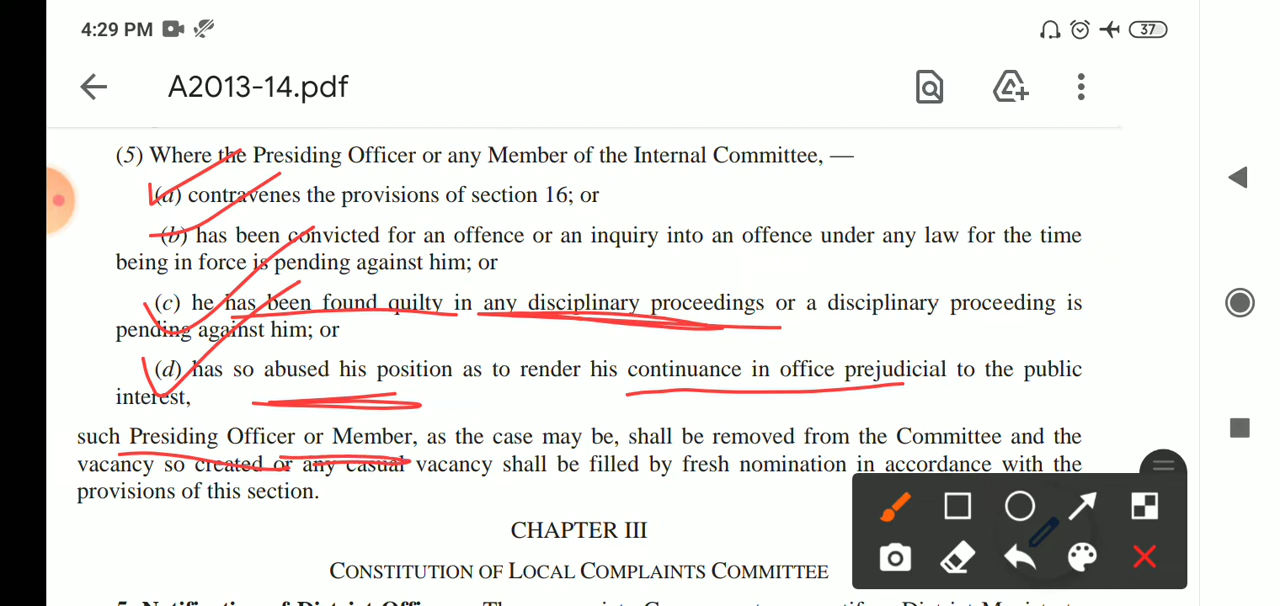 4:29 PM
37
A2013-14.pdf
(5) Where the Presiding Officer or any Member of the Internal Committee, —
(a) contravenes the provisions of section 16; or
(b) has been convicted for an offence or an inquiry into an offence under any law for the time
being in force is pending against him; or
(c) he has been found quilty in any disciplinary proceedings or a disciplinary proceeding is
pending against him; or
(d) has so abused his position as to render his continuance in office prejudicial to the public
interest,
such Presiding Officer or Member, as the case may be, shall be removed from the Committee and the
vacancy so created or any casual vacancy shall be filled by fresh nomination in accordance with the
provisions of this section.
CHAPTER III
CONSTITUTION OF LOCAL COMPLAINTS COMMITTEE